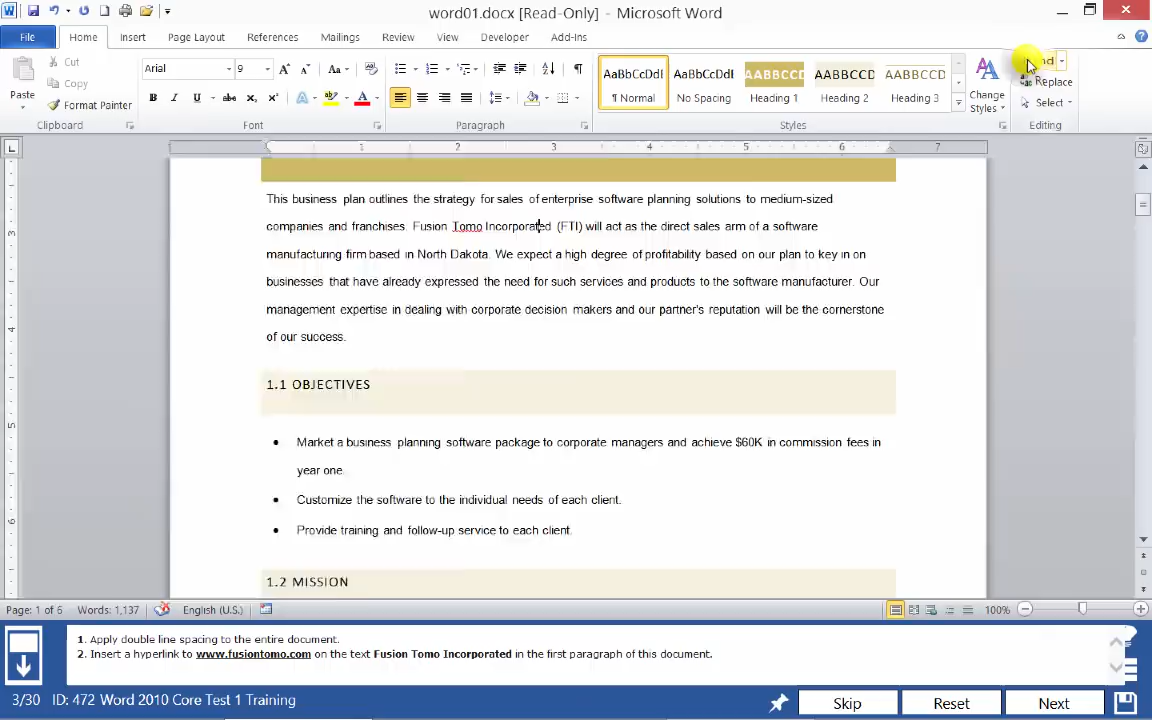 word01.docx [Read-Only] - Microsoft Word
File Home Insert Page Layout References Mailings Review View Developer Add-Ins
Paste
Cut
Copy
Format Painter
Clipboard
Arial 9
Font
Paragraph
AaBbCcDdI AaBbCcDdI AABBCCD AABBCCD AABBCCD
¶ Normal No Spacing Heading 1 Heading 2 Heading 3
Change Styles
Styles
Replace
Select
Editing
1 2 3 4 5 6 7
3
4
5
6
This business plan outlines the strategy for sales of enterprise software planning solutions to medium-sized
companies and franchises. Fusion Tomo Incorporated (FTI) will act as the direct sales arm of a software
manufacturing firm based in North Dakota. We expect a high degree of profitability based on our plan to key in on
businesses that have already expressed the need for such services and products to the software manufacturer. Our
management expertise in dealing with corporate decision makers and our partner's reputation will be the cornerstone
of our success.
1.1 OBJECTIVES
• Market a business planning software package to corporate managers and achieve $60K in commission fees in
year one.
• Customize the software to the individual needs of each client.
• Provide training and follow-up service to each client.
1.2 MISSION
Page: 1 of 6 Words: 1,137 English (U.S.) 100%
1. Apply double line spacing to the entire document.
2. Insert a hyperlink to www.fusiontomo.com on the text Fusion Tomo Incorporated in the first paragraph of this document.
3/30 ID: 472 Word 2010 Core Test 1 Training Skip Reset Next